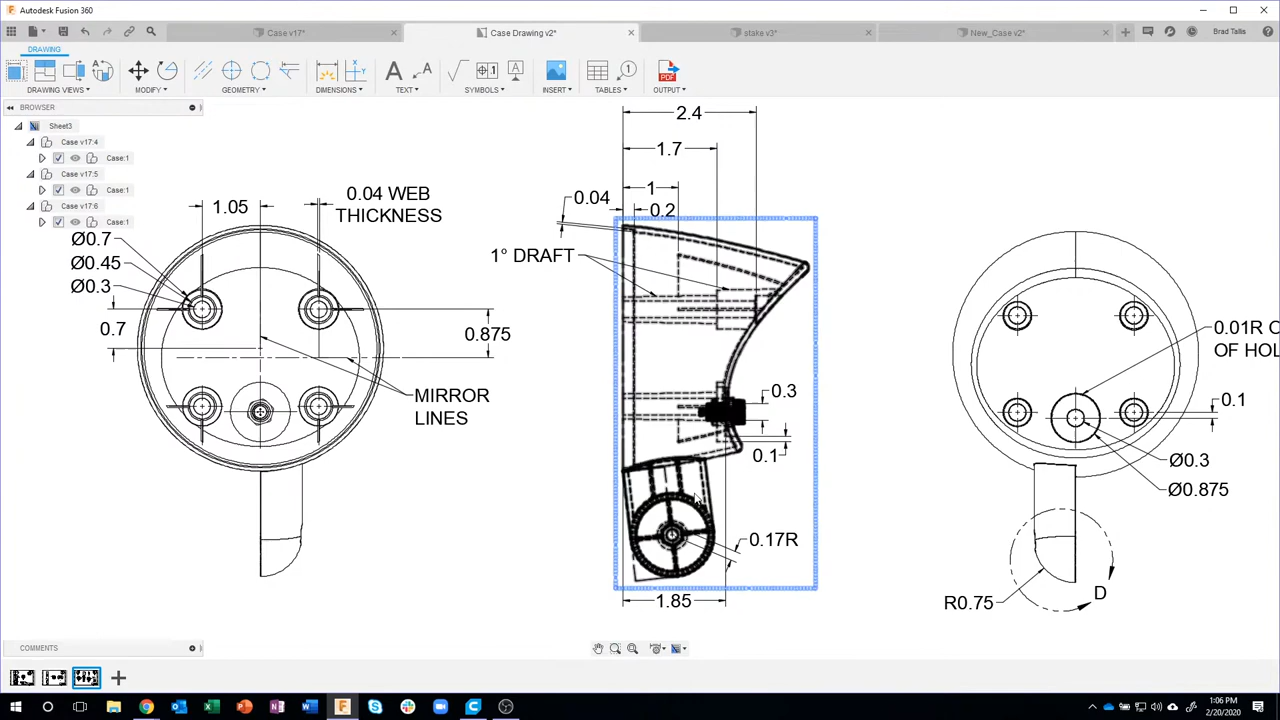 Autodesk Fusion 360
Case v17*
Case Drawing v2*
stake v3*
New_Case v2*
Brad Tallis
DRAWING
DRAWING VIEWS
MODIFY
GEOMETRY
DIMENSIONS
TEXT
SYMBOLS
INSERT
TABLES
OUTPUT
PDF
BROWSER
Sheet3
Case v17:4
Case:1
Case v17:5
Case:1
Case v17:6
Case:1
2.4
1.7
1
0.04
0.2
1° DRAFT
0.3
0.1
0.17R
1.85
1.05
0.04 WEB
THICKNESS
Ø0.7
Ø0.45
Ø0.3
0.7
0.875
MIRROR
LINES
0.01R O
OF HOL
0.1
Ø0.3
Ø0.875
R0.75
D
COMMENTS
1:06 PM
2/20/2020